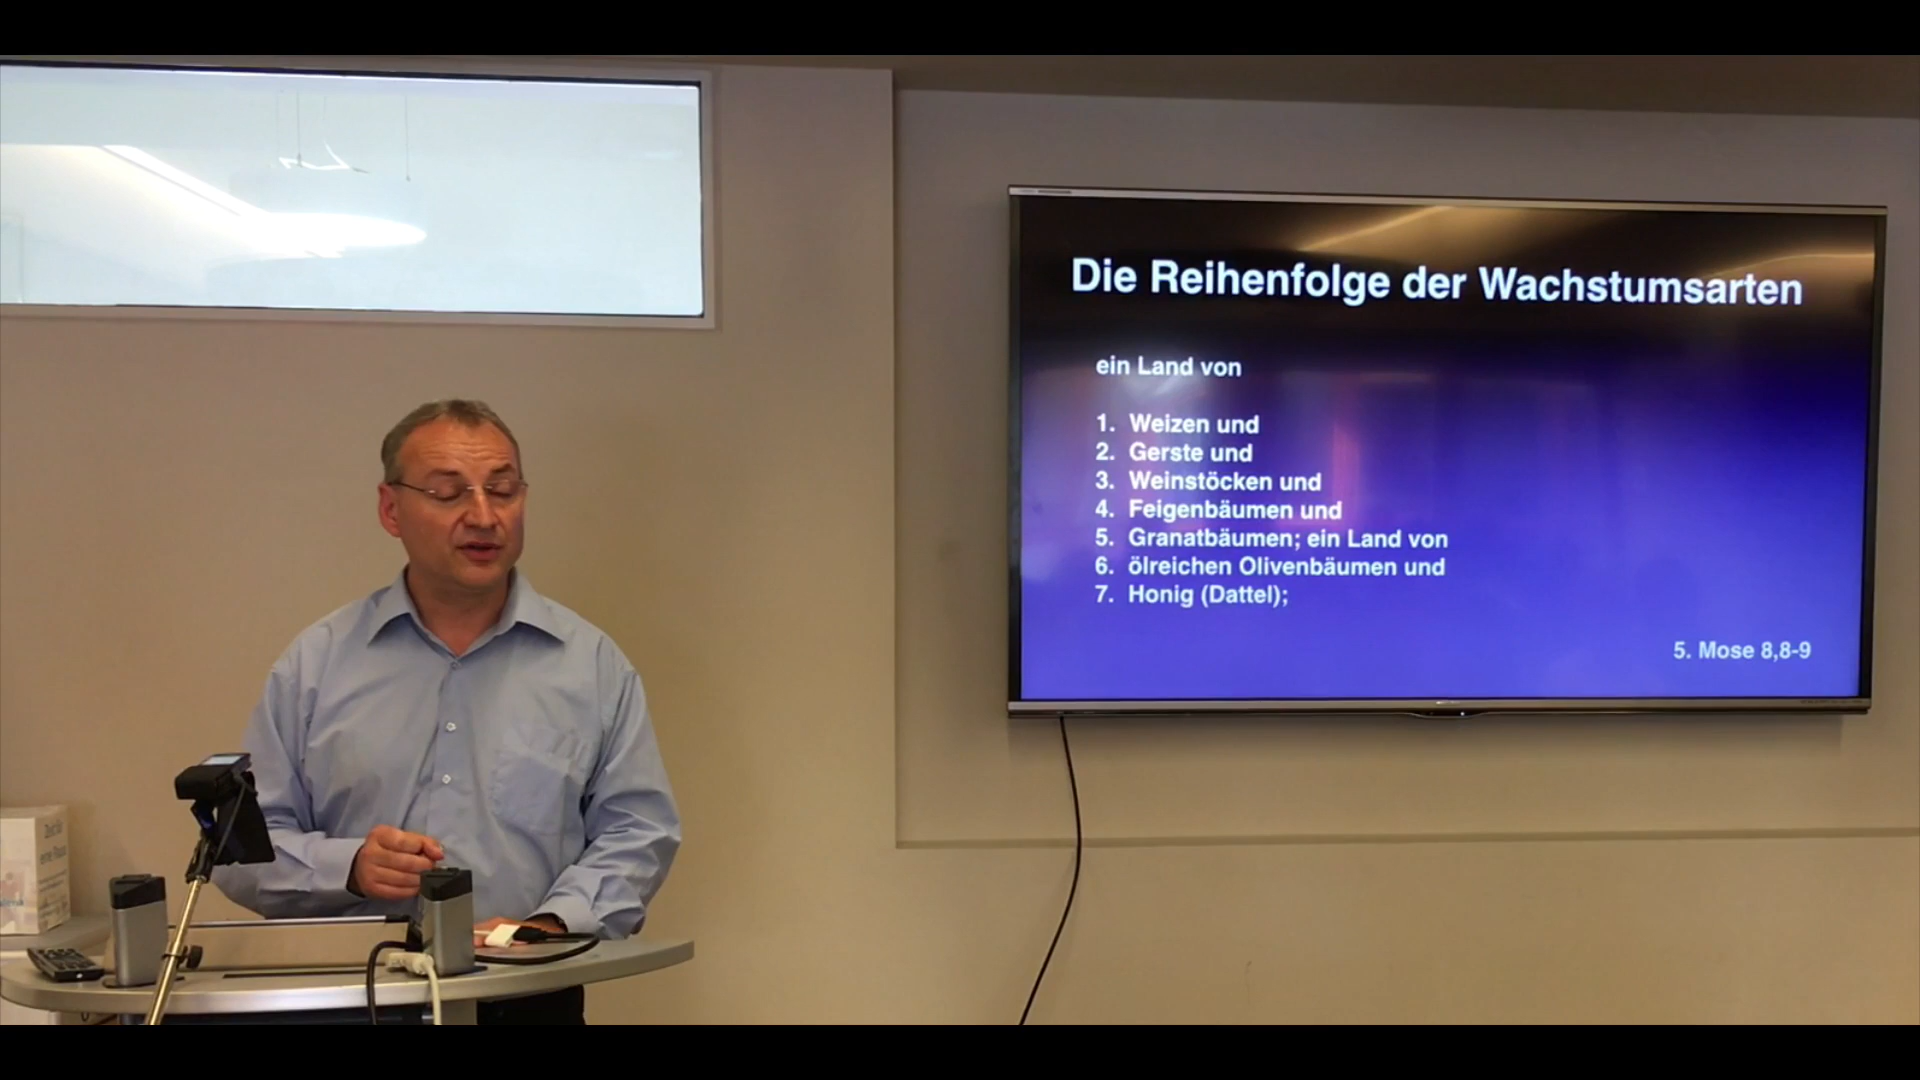 Die Reihenfolge der Wachstumsarten
ein Land von
1. Weizen und
2. Gerste und
3. Weinstöcken und
4. Feigenbäumen und
5. Granatbäumen; ein Land von
6. ölreichen Olivenbäumen und
7. Honig (Dattel);
5. Mose 8,8-9